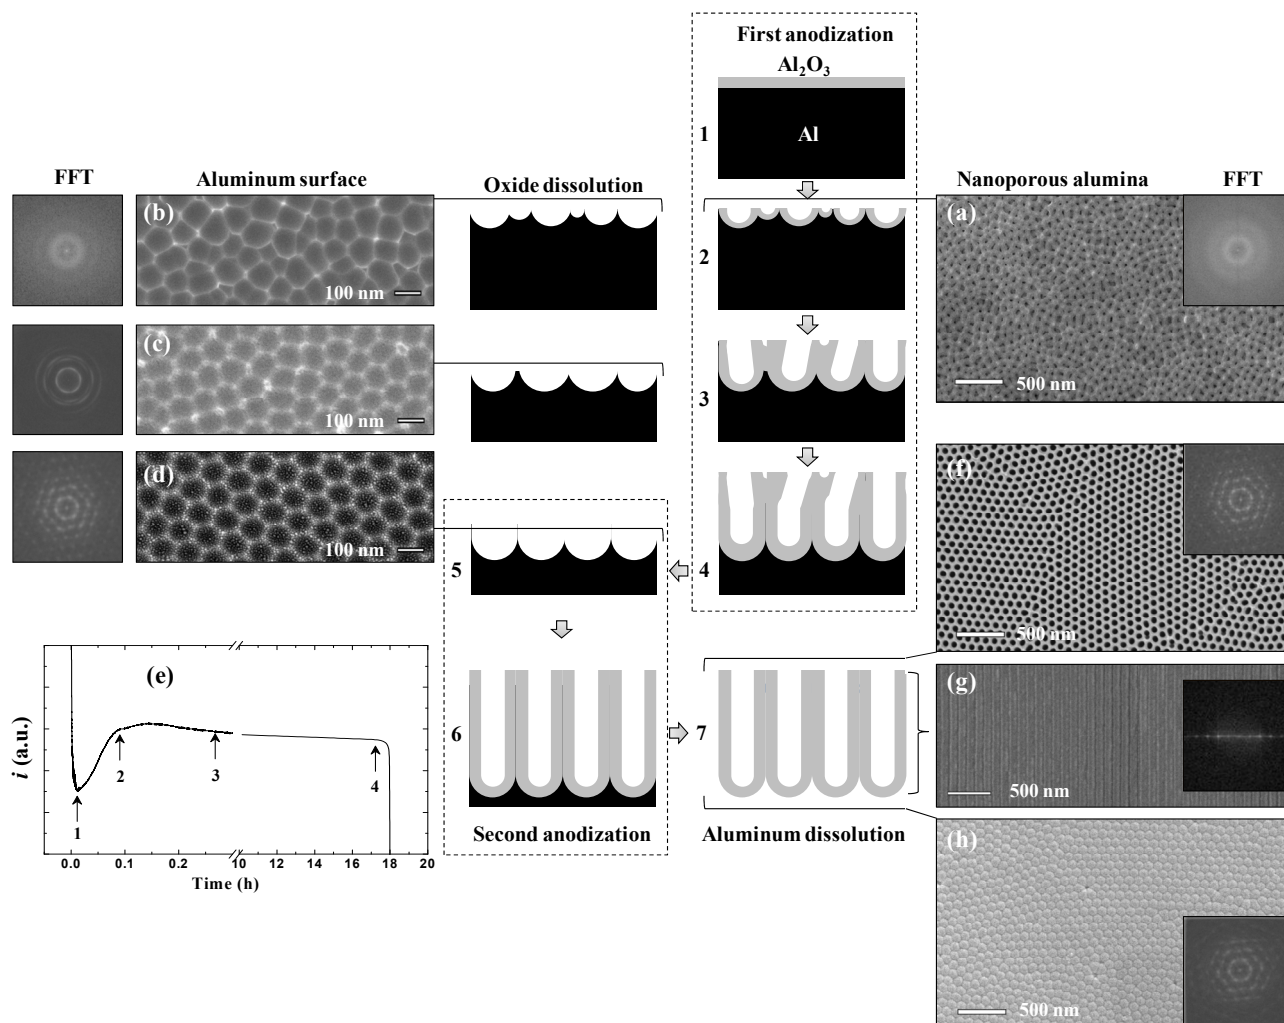 First anodization
Al2O3
1
Al
FFT
Aluminum surface
Oxide dissolution
Nanoporous alumina
FFT
(b)
100 nm
2
(a)
500 nm
(c)
100 nm
3
(d)
100 nm
5
4
(f)
500 nm
(e)
i (a.u.)
1
2
3
4
0.0
0.1
0.2
10
12
14
16
18
20
Time (h)
6
Second anodization
7
Aluminum dissolution
(g)
500 nm
(h)
500 nm